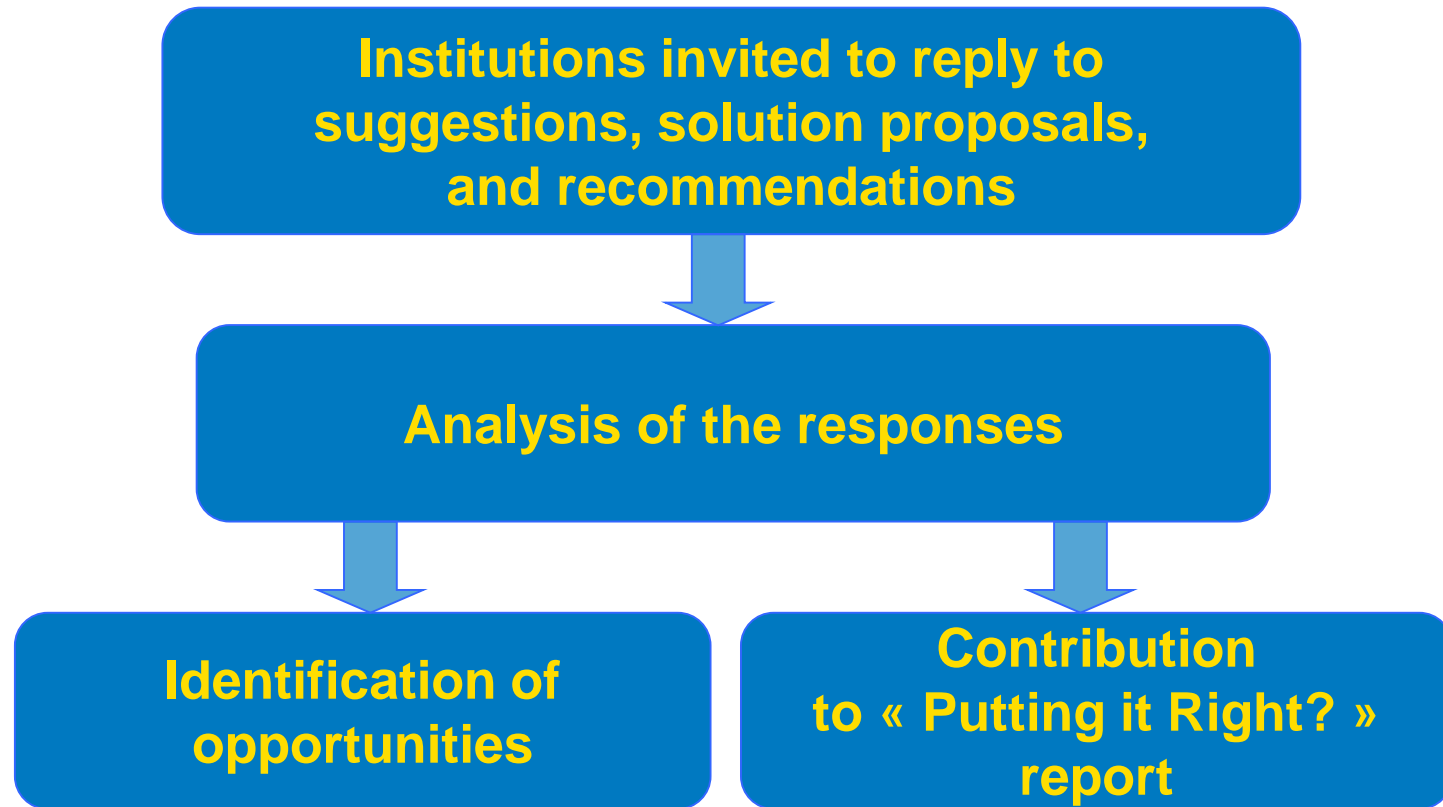 Institutions invited to reply to
suggestions, solution proposals,
and recommendations
Analysis of the responses
Identification of
opportunities
Contribution
to « Putting it Right? »
report